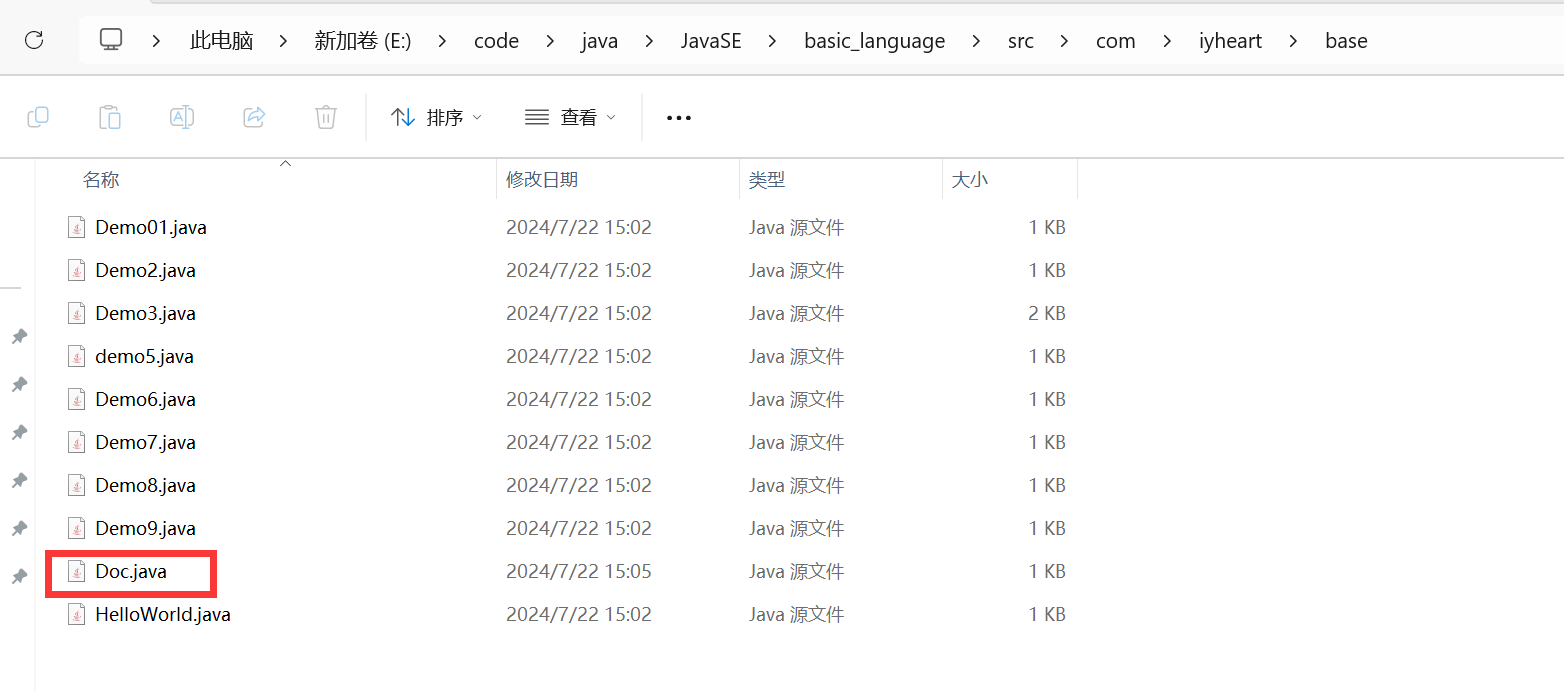 此电脑 新加卷 (E:) code java JavaSE basic_language src com iyheart base
排序 查看
名称 修改日期 类型 大小
Demo01.java 2024/7/22 15:02 Java 源文件 1 KB
Demo2.java 2024/7/22 15:02 Java 源文件 1 KB
Demo3.java 2024/7/22 15:02 Java 源文件 2 KB
demo5.java 2024/7/22 15:02 Java 源文件 1 KB
Demo6.java 2024/7/22 15:02 Java 源文件 1 KB
Demo7.java 2024/7/22 15:02 Java 源文件 1 KB
Demo8.java 2024/7/22 15:02 Java 源文件 1 KB
Demo9.java 2024/7/22 15:02 Java 源文件 1 KB
Doc.java 2024/7/22 15:05 Java 源文件 1 KB
HelloWorld.java 2024/7/22 15:02 Java 源文件 1 KB